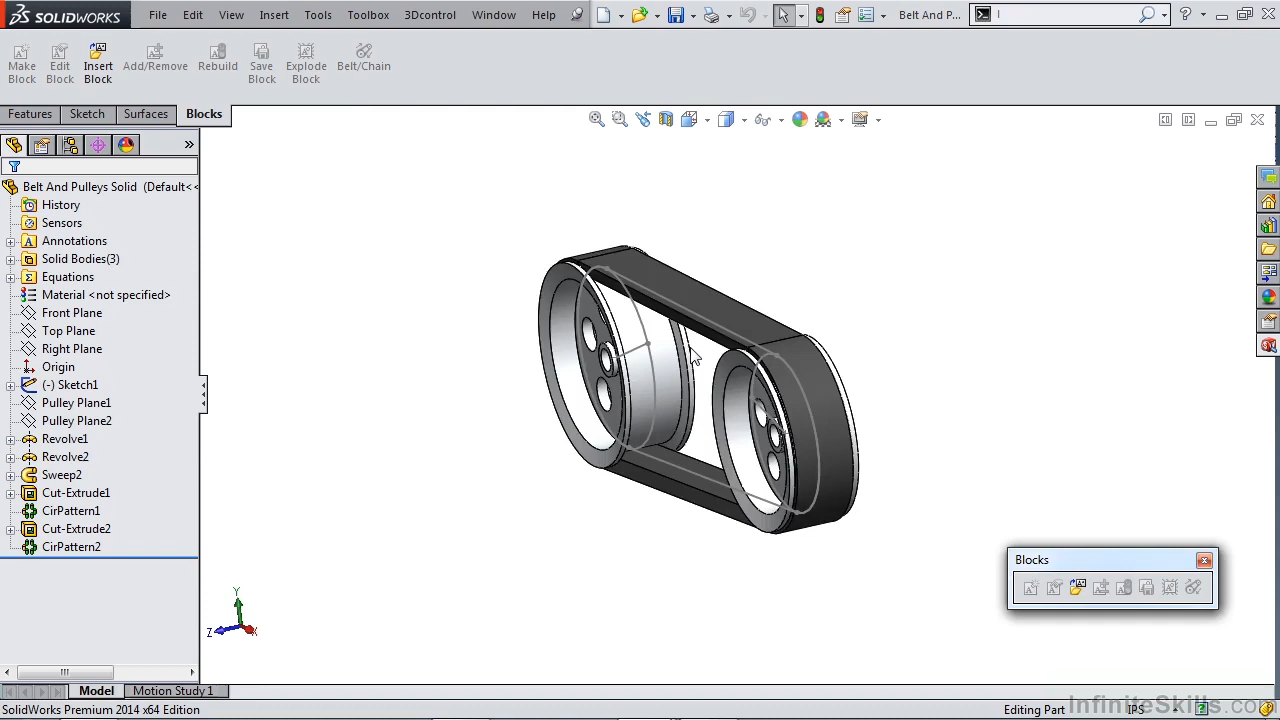 SOLIDWORKS File Edit View Insert Tools Toolbox 3Dcontrol Window Help Belt And P... l
Make Block Edit Block Insert Block Add/Remove Rebuild Save Block Explode Block Belt/Chain
Features Sketch Surfaces Blocks
Belt And Pulleys Solid (Default<<
History
Sensors
Annotations
Solid Bodies(3)
Equations
Material <not specified>
Front Plane
Top Plane
Right Plane
Origin
(-) Sketch1
Pulley Plane1
Pulley Plane2
Revolve1
Revolve2
Sweep2
Cut-Extrude1
CirPattern1
Cut-Extrude2
CirPattern2
Blocks
Y
Z X
Model Motion Study 1
SolidWorks Premium 2014 x64 Edition Editing Part IPS
InfiniteSkills.com